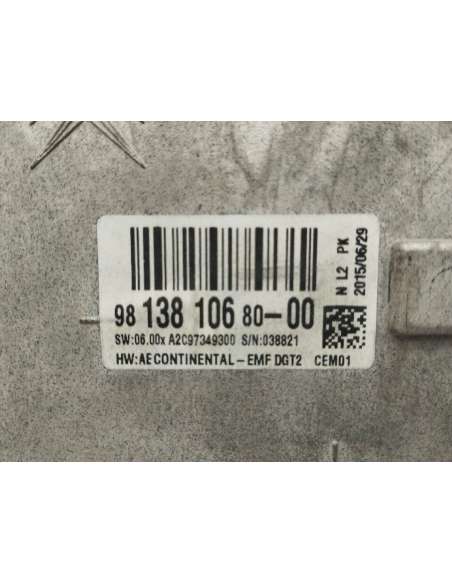 98 138 106 80-00
SW:06.00x A2C97349300 S/N:038821
HW:AE CONTINENTAL-EMF DGT2 CEM01
N L2 PK
2015/06/29